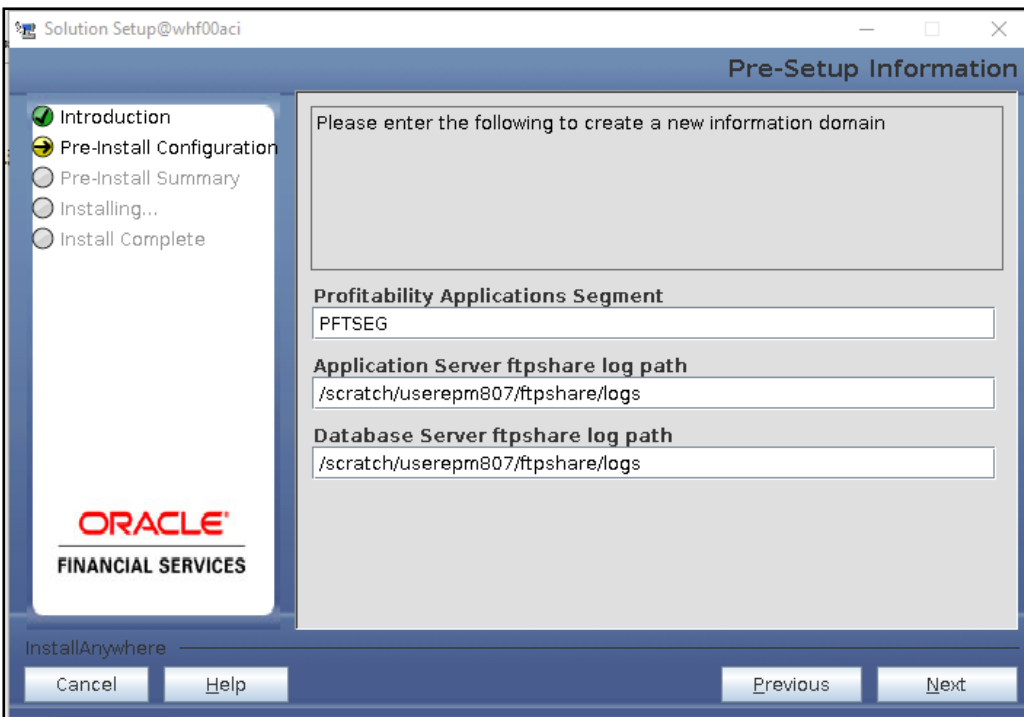 Solution Setup@whf00aci
Pre-Setup Information
Introduction
Pre-Install Configuration
Pre-Install Summary
Installing...
Install Complete
Please enter the following to create a new information domain
Profitability Applications Segment
PFTSEG
Application Server ftpshare log path
/scratch/userepm807/ftpshare/logs
Database Server ftpshare log path
/scratch/userepm807/ftpshare/logs
ORACLE
FINANCIAL SERVICES
InstallAnywhere
Cancel Help Previous Next